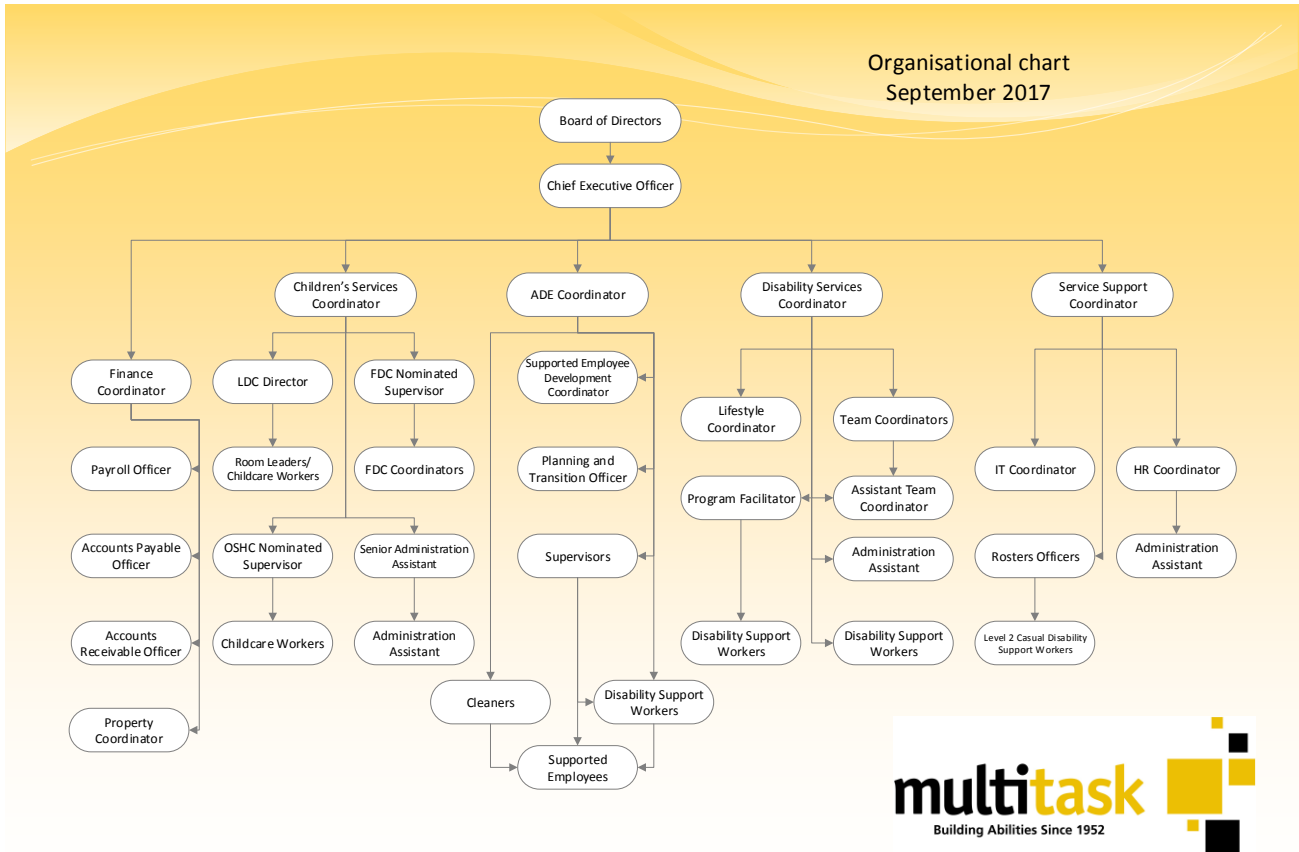 Organisational chart
September 2017
Board of Directors
Chief Executive Officer
Children's Services
Coordinator
ADE Coordinator
Disability Services
Coordinator
Service Support
Coordinator
Finance
Coordinator
LDC Director
FDC Nominated
Supervisor
Supported Employee
Development
Coordinator
Lifestyle
Coordinator
Team Coordinators
Payroll Officer
Room Leaders/
Childcare Workers
FDC Coordinators
Planning and
Transition Officer
IT Coordinator
HR Coordinator
Program Facilitator
Assistant Team
Coordinator
Accounts Payable
Officer
OSHC Nominated
Supervisor
Senior Administration
Assistant
Supervisors
Administration
Assistant
Rosters Officers
Administration
Assistant
Accounts
Receivable Officer
Childcare Workers
Administration
Assistant
Disability Support
Workers
Disability Support
Workers
Level 2 Casual Disability
Support Workers
Cleaners
Disability Support
Workers
Property
Coordinator
Supported
Employees
multitask
Building Abilities Since 1952